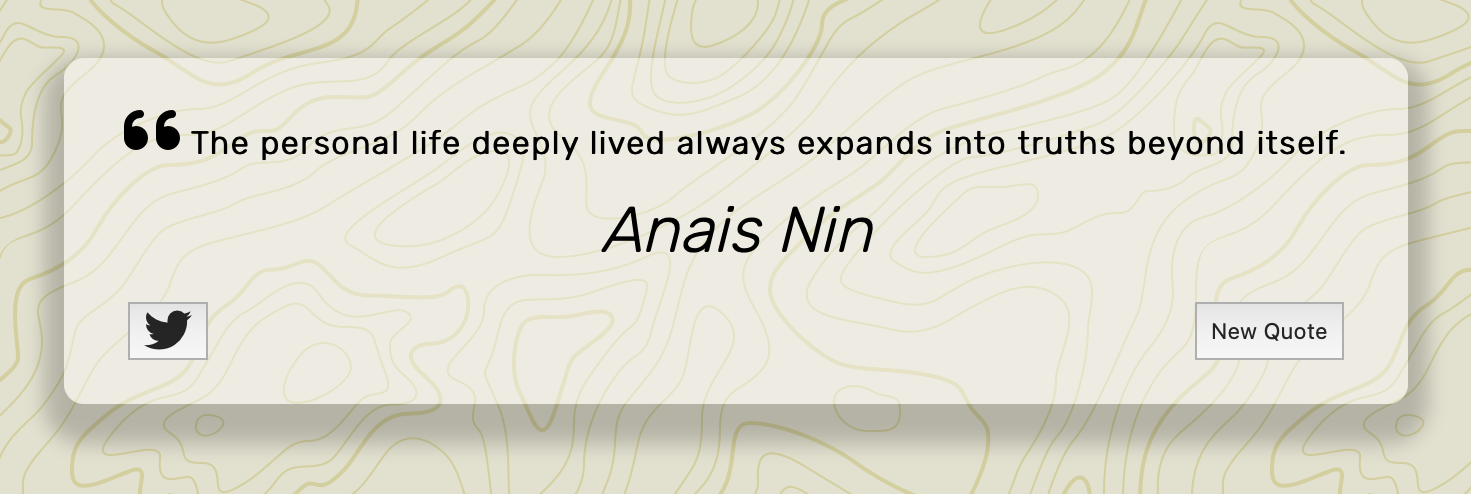 “ The personal life deeply lived always expands into truths beyond itself.
Anais Nin
New Quote